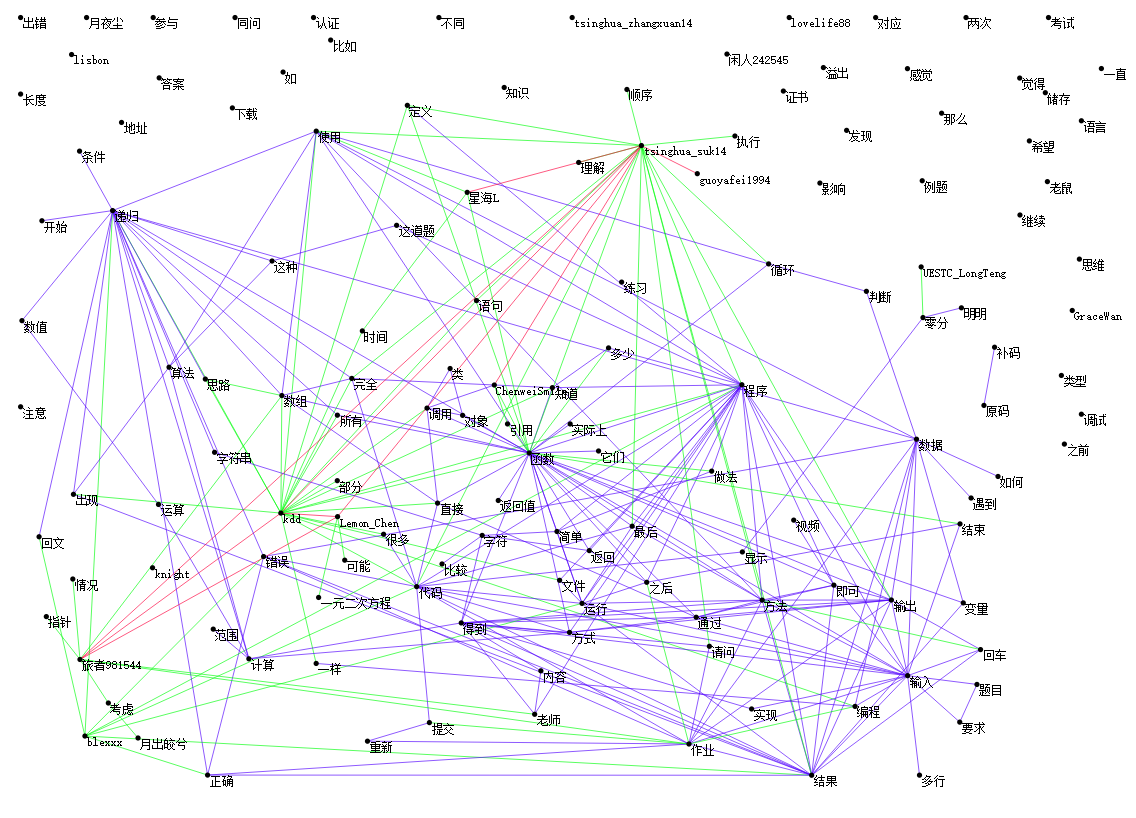 出错
月夜尘
参与
同问
认证
不同
tsinghua_zhangxuan14
lovelife88
对应
两次
考试
比如
lisbon
闲人242545
溢出
感觉
一直
如
答案
觉得
知识
顺序
证书
储存
长度
定义
下载
那么
地址
语言
发现
使用
执行
希望
tsinghua_suk14
条件
理解
guoyafei1994
影响
例题
老鼠
星海L
递归
继续
开始
这道题
这种
循环
思维
UESTC_LongTeng
练习
判断
语句
明明
GraceWan
数值
零分
时间
多少
补码
算法
类
类型
思路
完全
程序
知道
数组
原码
注意
调用
所有
对象
调试
引用
实际上
数据
之前
字符串
函数
它们
做法
如何
部分
出现
返回值
遇到
运算
直接
kdd
Lemon_Chen
视频
结束
最后
简单
很多
字符
回文
返回
显示
错误
可能
比较
knight
情况
文件
之后
即可
代码
一元二次方程
运行
方法
输出
变量
指针
通过
得到
范围
方式
请问
回车
旅者981544
计算
一样
内容
输入
题目
考虑
编程
实现
老师
提交
要求
blexxx
月出皎兮
重新
作业
正确
结果
多行